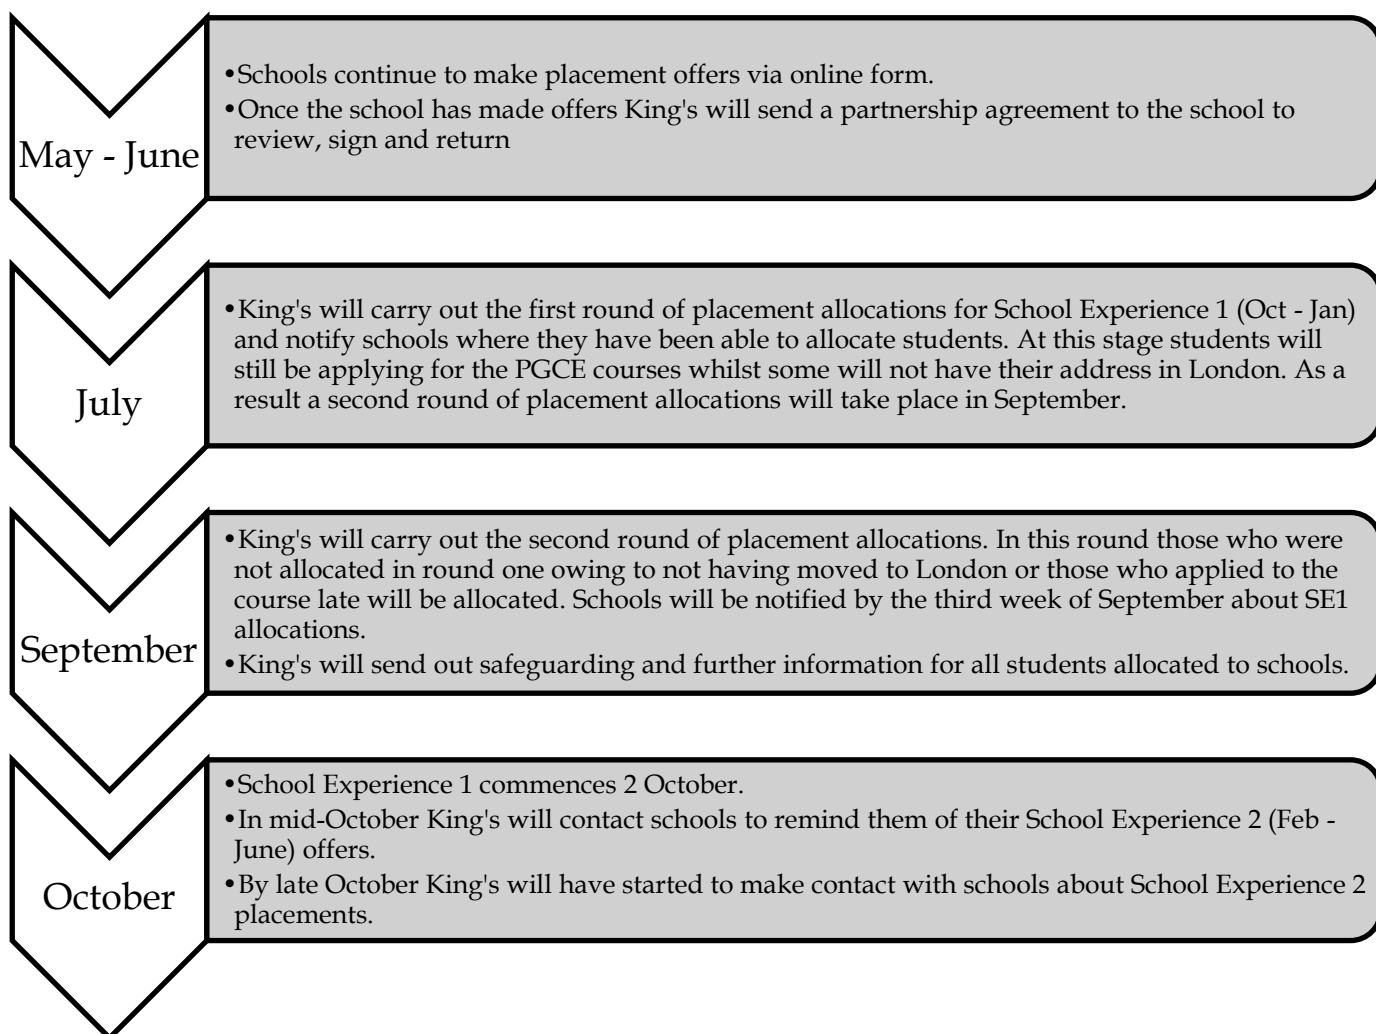 May - June
•Schools continue to make placement offers via online form.
•Once the school has made offers King's will send a partnership agreement to the school to
review, sign and return
July
•King's will carry out the first round of placement allocations for School Experience 1 (Oct - Jan)
and notify schools where they have been able to allocate students. At this stage students will
still be applying for the PGCE courses whilst some will not have their address in London. As a
result a second round of placement allocations will take place in September.
September
•King's will carry out the second round of placement allocations. In this round those who were
not allocated in round one owing to not having moved to London or those who applied to the
course late will be allocated. Schools will be notified by the third week of September about SE1
allocations.
•King's will send out safeguarding and further information for all students allocated to schools.
October
•School Experience 1 commences 2 October.
•In mid-October King's will contact schools to remind them of their School Experience 2 (Feb -
June) offers.
•By late October King's will have started to make contact with schools about School Experience 2
placements.